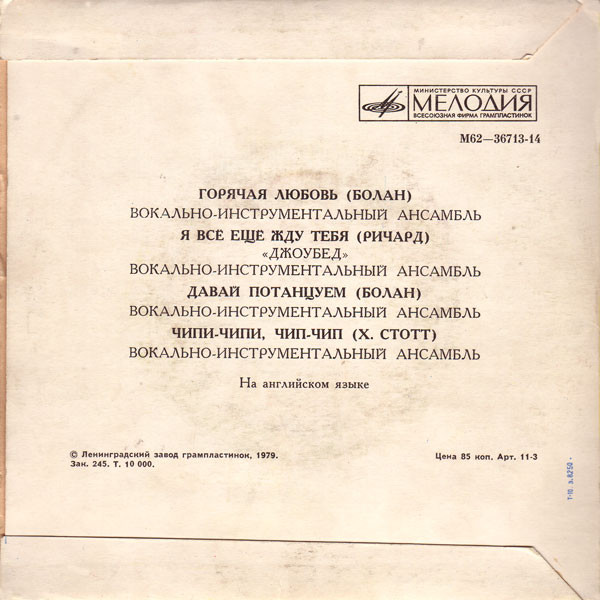 МИНИСТЕРСТВО КУЛЬТУРЫ СССР
МЕЛОДИЯ
ВСЕСОЮЗНАЯ ФИРМА ГРАМПЛАСТИНОК
М62—36713-14
ГОРЯЧАЯ ЛЮБОВЬ (БОЛАН)
ВОКАЛЬНО-ИНСТРУМЕНТАЛЬНЫЙ АНСАМБЛЬ
Я ВСЁ ЕЩЁ ЖДУ ТЕБЯ (РИЧАРД)
«ДЖОУБЕД»
ВОКАЛЬНО-ИНСТРУМЕНТАЛЬНЫЙ АНСАМБЛЬ
ДАВАЙ ПОТАНЦУЕМ (БОЛАН)
ВОКАЛЬНО-ИНСТРУМЕНТАЛЬНЫЙ АНСАМБЛЬ
ЧИПИ-ЧИПИ, ЧИП-ЧИП (Х. СТОТТ)
ВОКАЛЬНО-ИНСТРУМЕНТАЛЬНЫЙ АНСАМБЛЬ
На английском языке
© Ленинградский завод грампластинок, 1979.
Зак. 245. Т. 10 000.
Цена 85 коп. Арт. 11-3